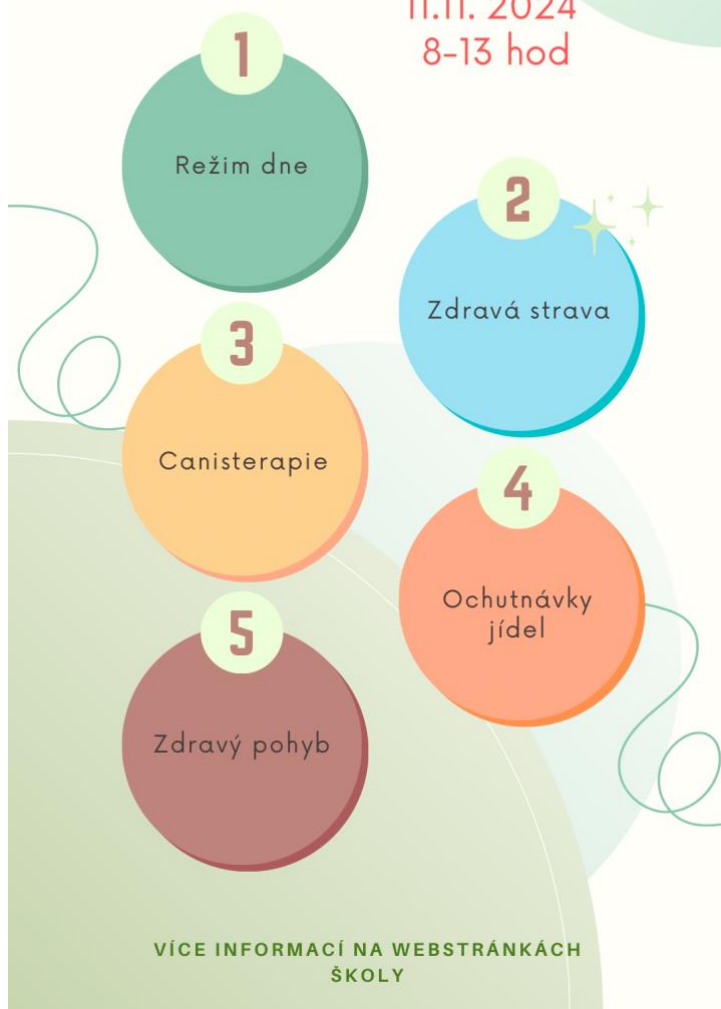 11.11. 2024
8-13 hod
1
Režim dne
2
Zdravá strava
3
Canisterapie
4
Ochutnávky
jídel
5
Zdravý pohyb
VÍCE INFORMACÍ NA WEBSTRÁNKÁCH
ŠKOLY